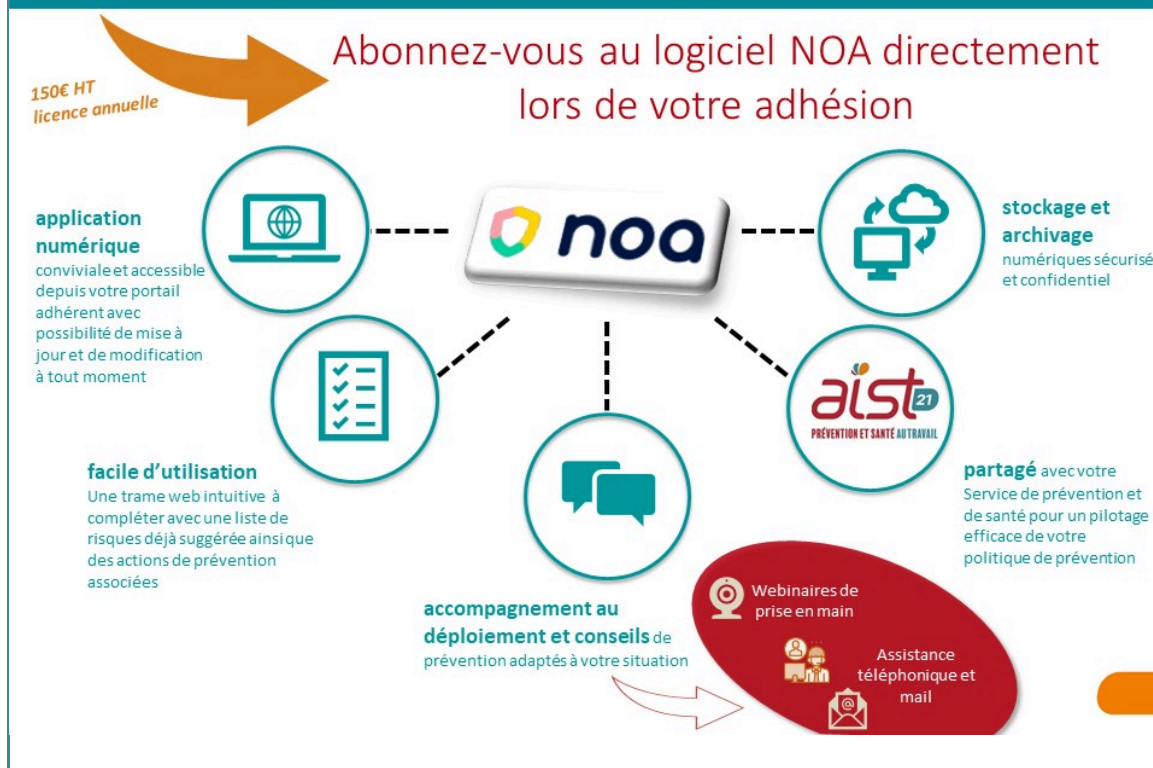 Abonnez-vous au logiciel NOA directement
lors de votre adhésion
150€ HT
licence annuelle
noa
application
numérique
conviviale et accessible
depuis votre portail
adhérent avec
possibilité de mise à
jour et de modification
à tout moment
stockage et
archivage
numériques sécurisé
et confidentiel
facile d'utilisation
Une trame web intuitive à
compléter avec une liste de
risques déjà suggérée ainsi que
des actions de prévention
associées
aist
21
PRÉVENTION ET SANTÉ AU TRAVAIL
partagé avec votre
Service de prévention et
de santé pour un pilotage
efficace de votre
politique de prévention
accompagnement au
déploiement et conseils de
prévention adaptés à votre situation
Webinaires de
prise en main
Assistance
téléphonique et
mail
@